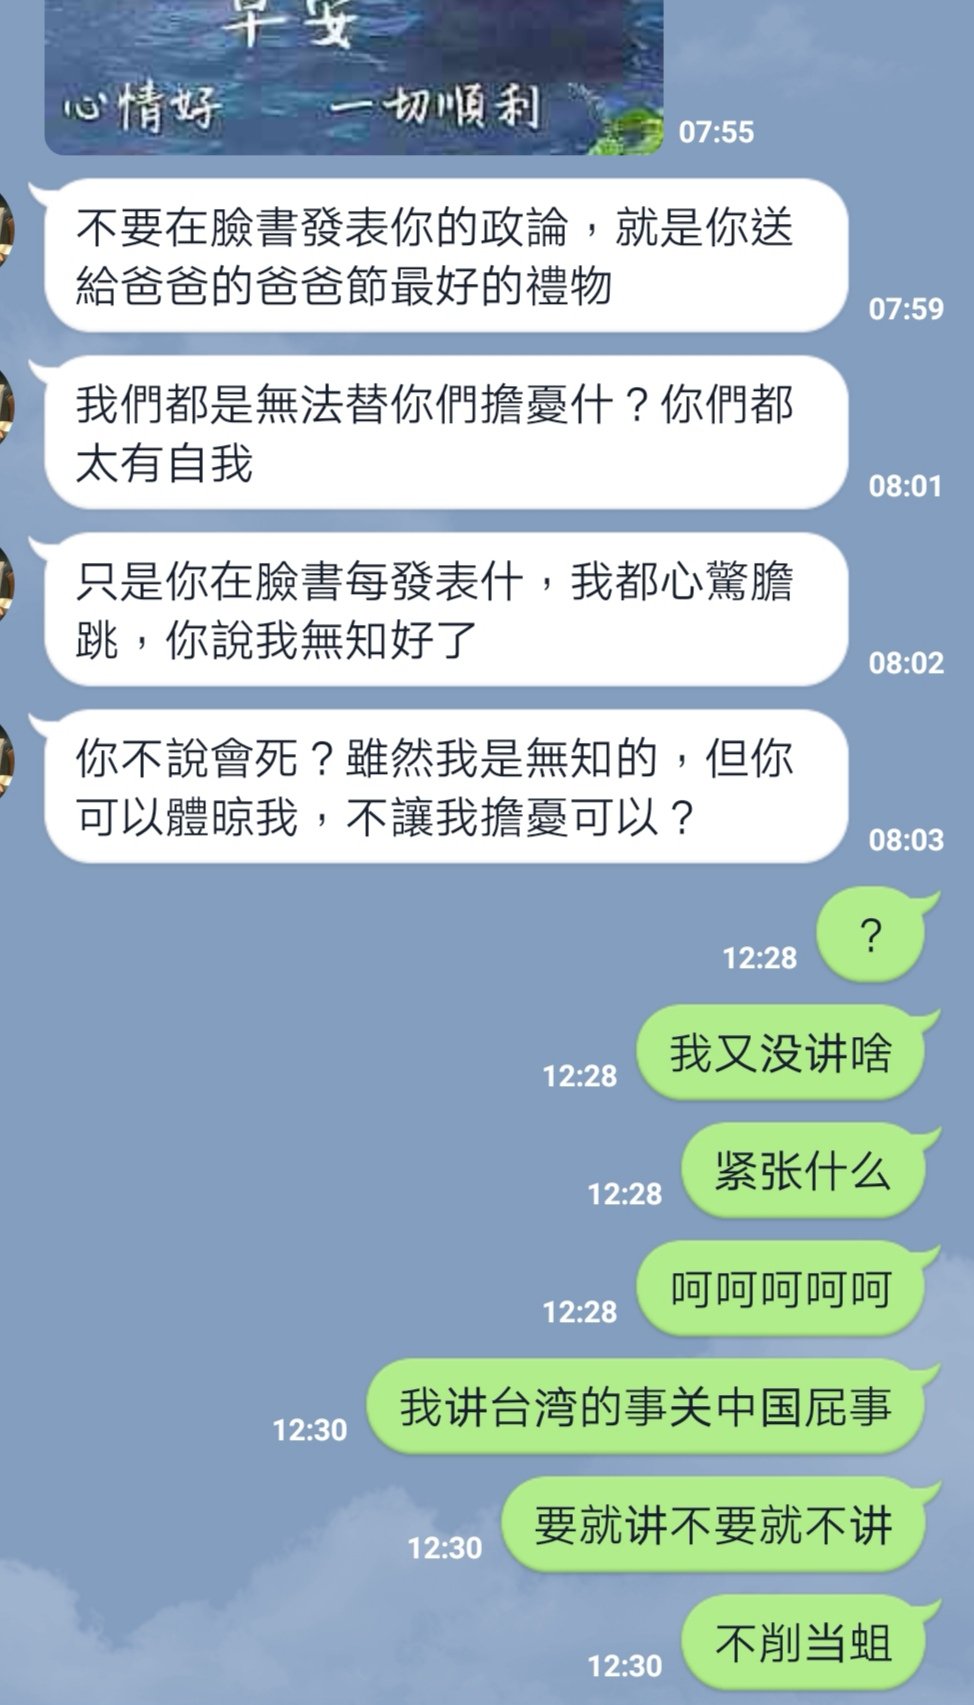 早安
心情好 一切順利
07:55
不要在臉書發表你的政論，就是你送
給爸爸的爸爸節最好的禮物
07:59
我們都是無法替你們擔憂什？你們都
太有自我
08:01
只是你在臉書每發表什，我都心驚膽
跳，你說我無知好了
08:02
你不說會死？雖然我是無知的，但你
可以體晾我，不讓我擔憂可以？
08:03
？
12:28
我又没讲啥
12:28
紧张什么
12:28
呵呵呵呵呵
12:28
我讲台湾的事关中国屁事
12:30
要就讲不要就不讲
12:30
不削当蛆
12:30